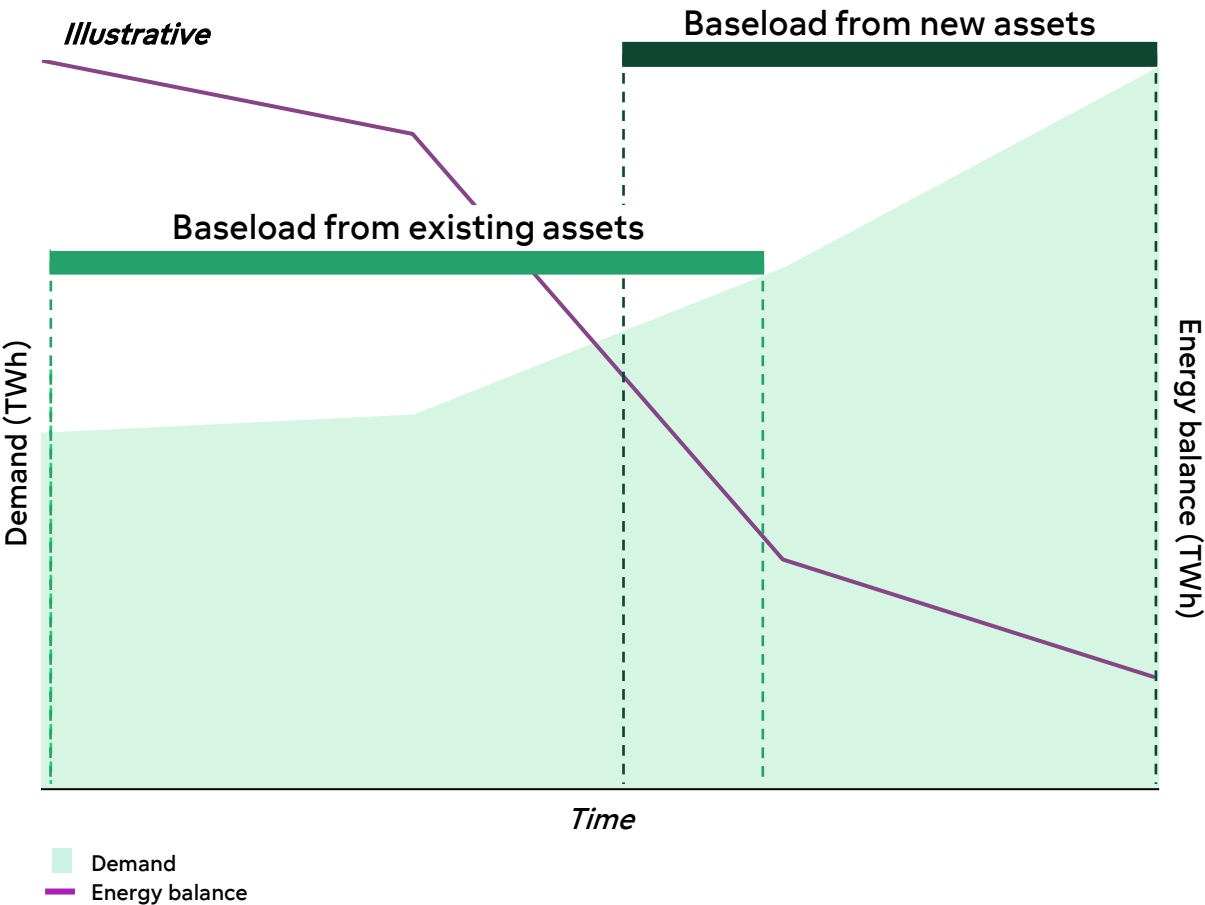 Illustrative
Baseload from new assets
Baseload from existing assets
Demand (TWh)
Energy balance (TWh)
Time
Demand
Energy balance